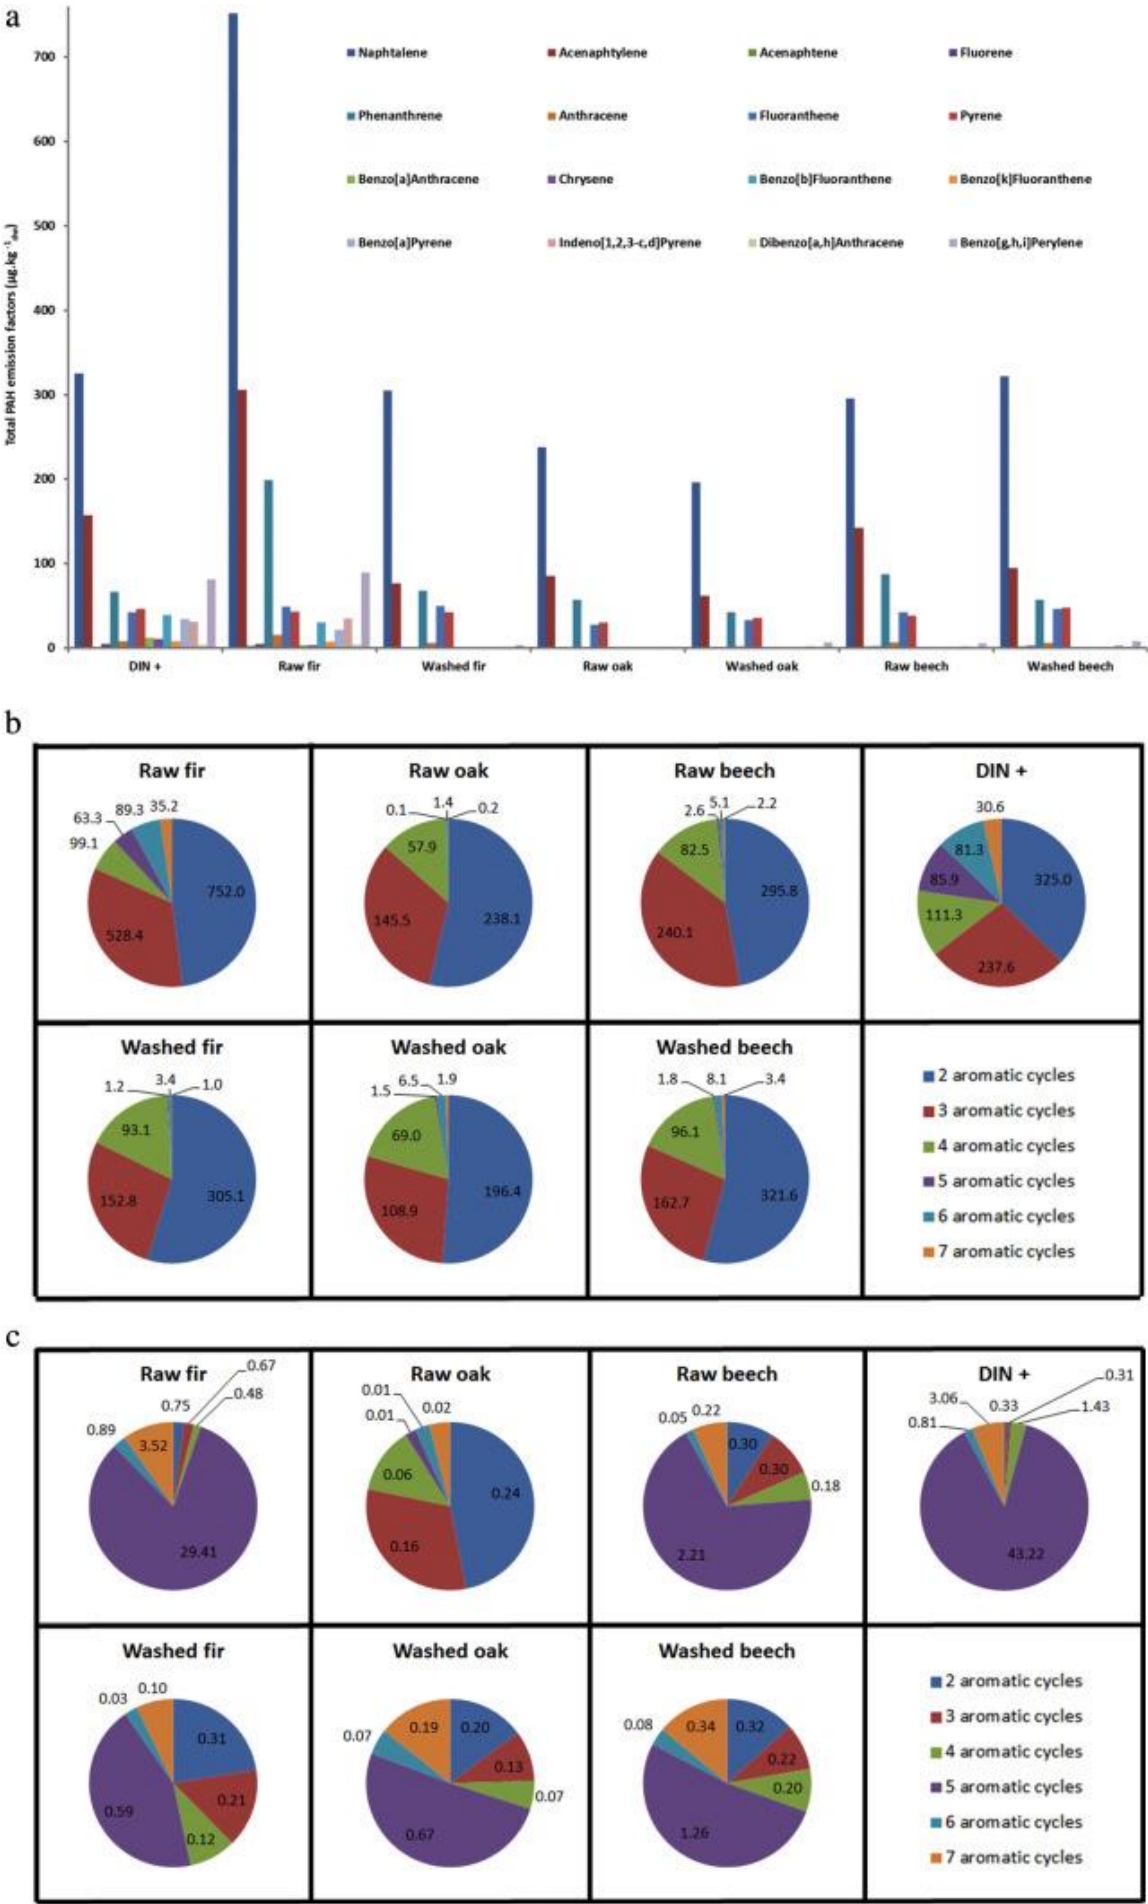 a
700
600
500
400
300
200
100
0
Total PAH emission factors (µg.kg⁻¹dw)
Naphtalene Acenaphtylene Acenaphtene Fluorene
Phenanthrene Anthracene Fluoranthene Pyrene
Benzo[a]Anthracene Chrysene Benzo[b]Fluoranthene Benzo[k]Fluoranthene
Benzo[a]Pyrene Indeno[1,2,3-c,d]Pyrene Dibenzo[a,h]Anthracene Benzo[g,h,i]Perylene
DIN + Raw fir Washed fir Raw oak Washed oak Raw beech Washed beech
b
Raw fir
63.3 89.3 35.2
99.1
752.0
528.4
Raw oak
0.1 1.4 0.2
57.9
145.5 238.1
Raw beech
2.6 5.1 2.2
82.5
295.8
240.1
DIN +
30.6
81.3
85.9 325.0
111.3
237.6
Washed fir
1.2 3.4 1.0
93.1
152.8 305.1
Washed oak
1.5 6.5 1.9
69.0
196.4
108.9
Washed beech
1.8 8.1 3.4
96.1
162.7 321.6
2 aromatic cycles
3 aromatic cycles
4 aromatic cycles
5 aromatic cycles
6 aromatic cycles
7 aromatic cycles
c
Raw fir
0.67
0.75 0.48
0.89
3.52
29.41
Raw oak
0.01
0.01 0.02
0.06
0.24
0.16
Raw beech
0.05 0.22
0.30
0.30
0.18
2.21
DIN +
0.31
3.06 0.33 1.43
0.81
43.22
Washed fir
0.03 0.10
0.31
0.21
0.59
0.12
Washed oak
0.07 0.19 0.20
0.13
0.07
0.67
Washed beech
0.08 0.34 0.32
0.22
0.20
1.26
2 aromatic cycles
3 aromatic cycles
4 aromatic cycles
5 aromatic cycles
6 aromatic cycles
7 aromatic cycles